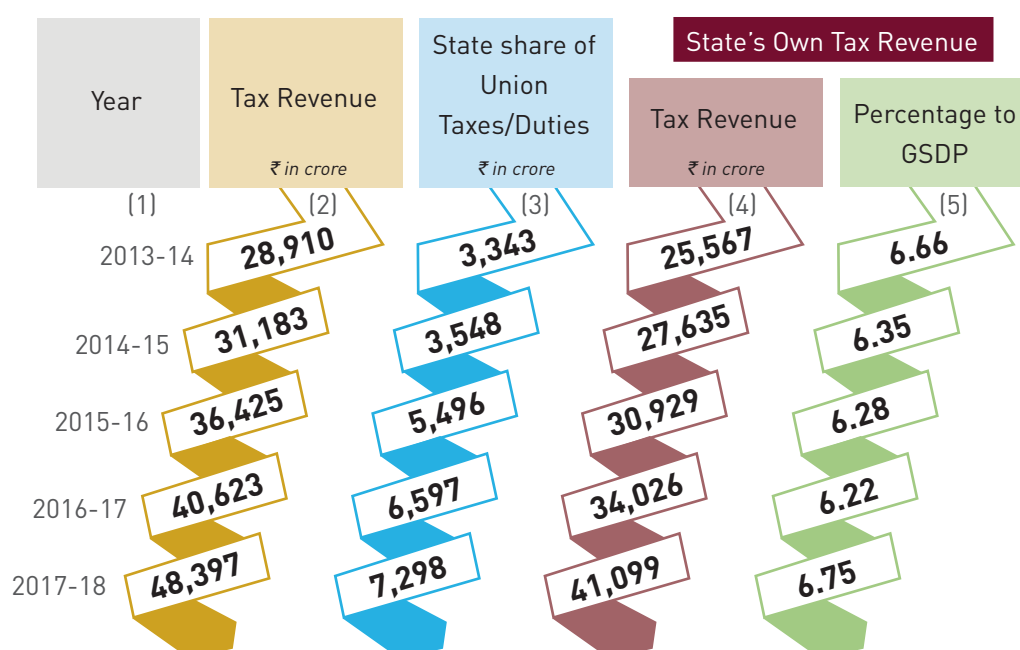 Year
Tax Revenue
₹ in crore
State share of
Union
Taxes/Duties
₹ in crore
State's Own Tax Revenue
Tax Revenue
₹ in crore
Percentage to
GSDP
(1) (2) (3) (4) (5)
2013-14 28,910 3,343 25,567 6.66
2014-15 31,183 3,548 27,635 6.35
2015-16 36,425 5,496 30,929 6.28
2016-17 40,623 6,597 34,026 6.22
2017-18 48,397 7,298 41,099 6.75